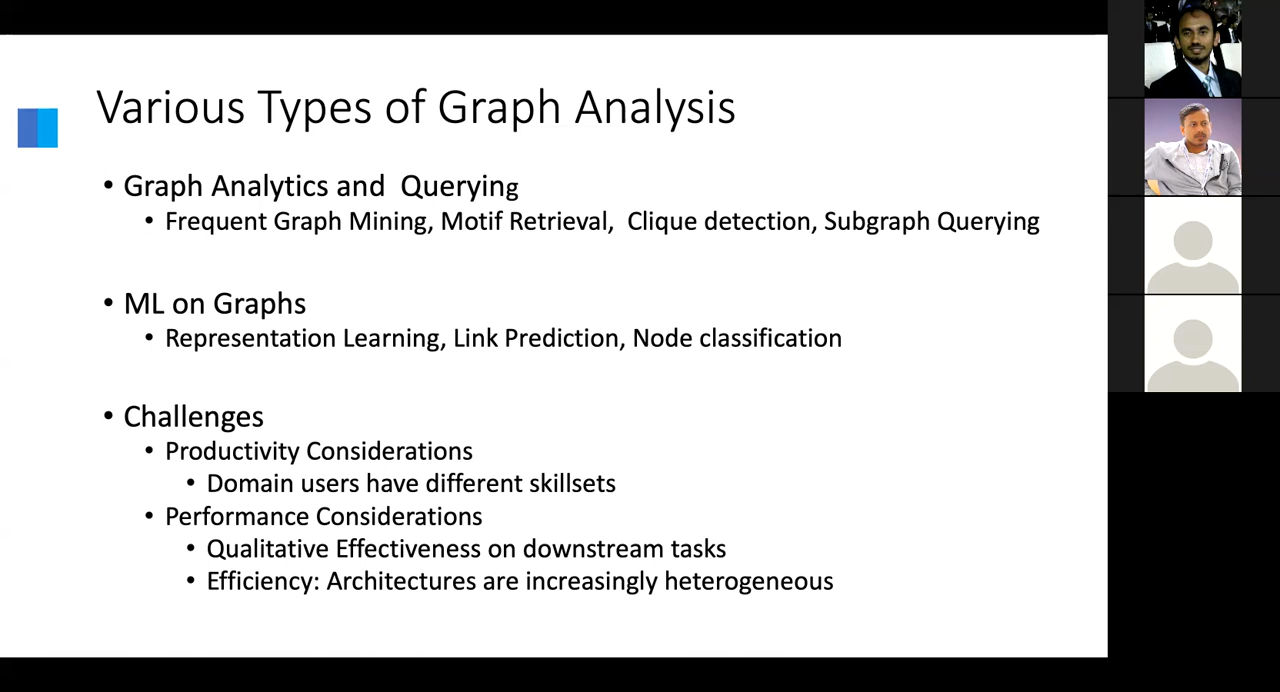 Various Types of Graph Analysis
• Graph Analytics and  Querying
• Frequent Graph Mining, Motif Retrieval,  Clique detection, Subgraph Querying
• ML on Graphs
• Representation Learning, Link Prediction, Node classification
• Challenges
• Productivity Considerations
• Domain users have different skillsets
• Performance Considerations
• Qualitative Effectiveness on downstream tasks
• Efficiency: Architectures are increasingly heterogeneous